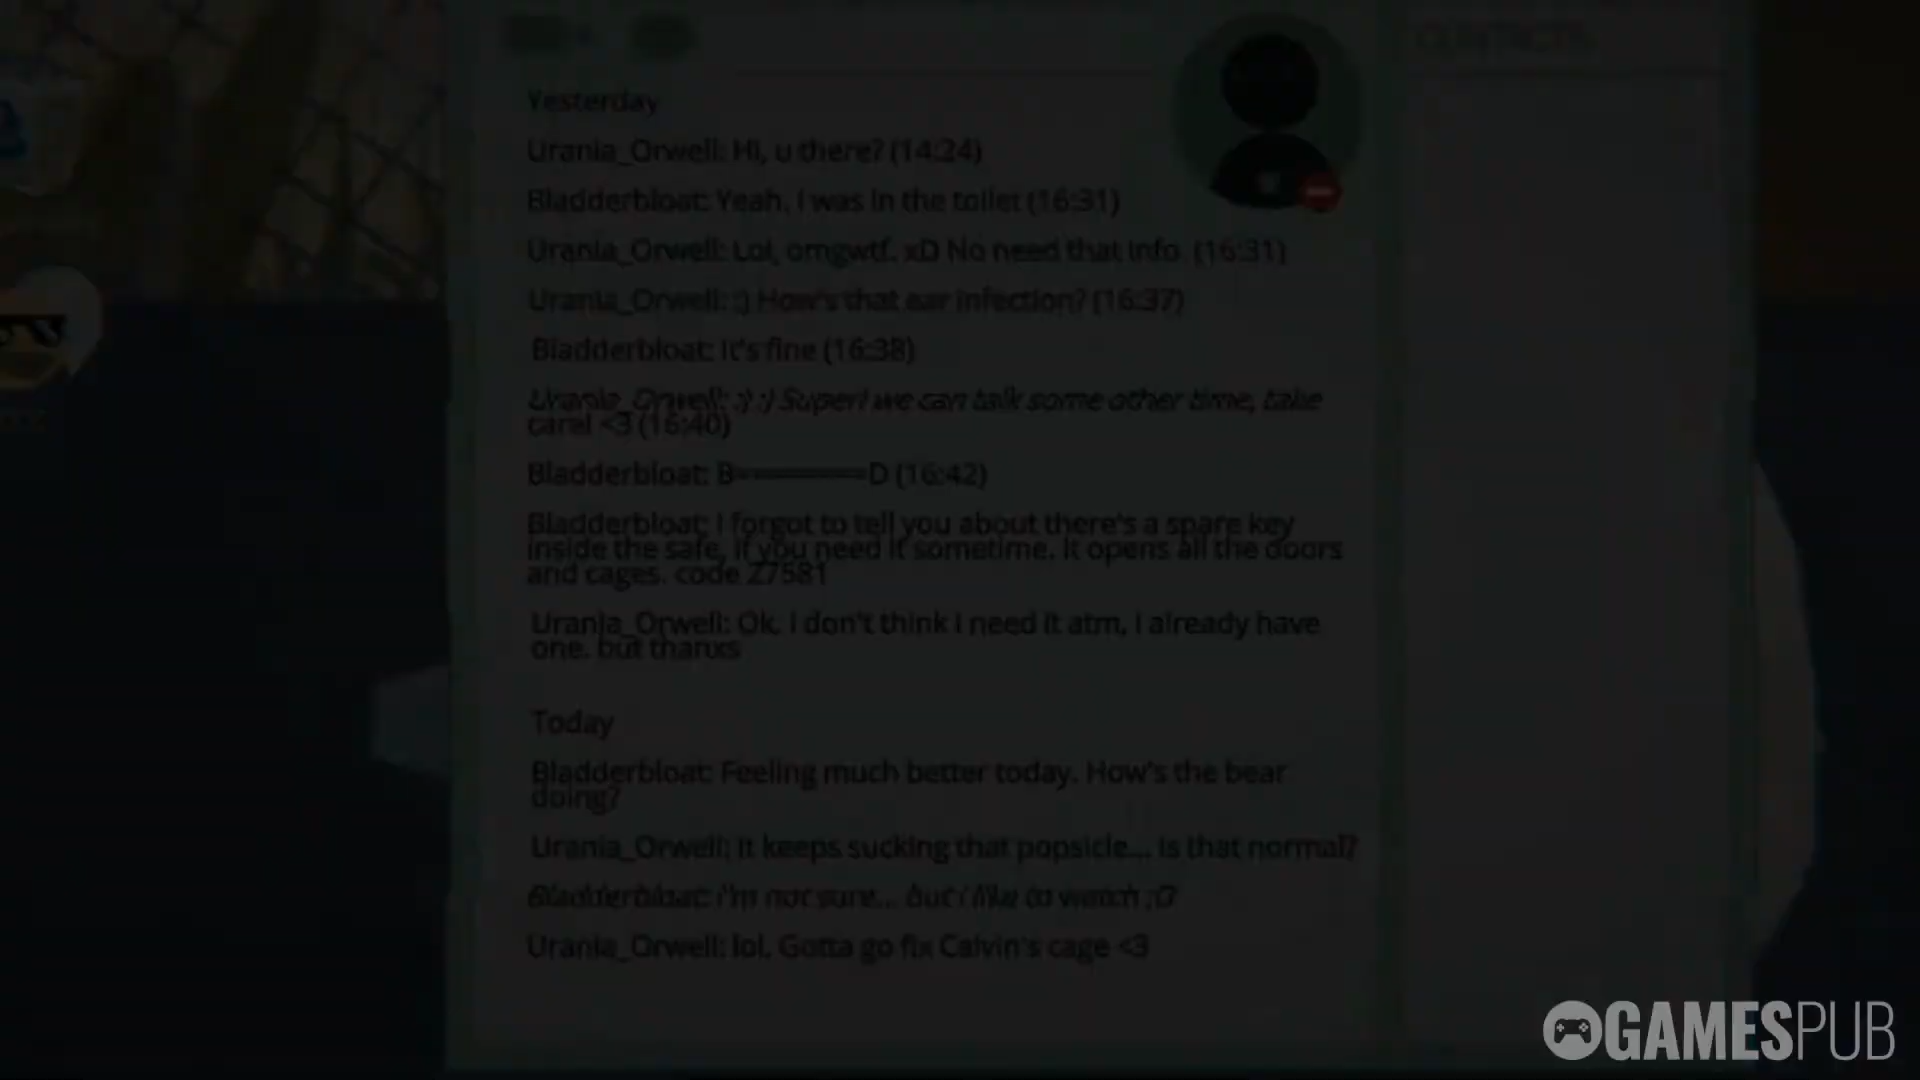 CONTACTS
Yesterday
Urania_Orwell: Hi, u there? (14:24)
Bladderbloat: Yeah. I was in the toilet (16:31)
Urania_Orwell: Lol, omgwtf. xD No need that info (16:31)
Urania_Orwell: :) How's that ear infection? (16:37)
Bladderbloat: It's fine (16:38)
Urania_Orwell: :) :) Super! we can talk some other time, take
care! <3 (16:40)
Bladderbloat: B========D (16:42)
Bladderbloat: I forgot to tell you about there's a spare key
inside the safe, if you need it sometime. It opens all the doors
and cages. code 27581
Urania_Orwell: Ok. I don't think I need it atm, I already have
one. but thanxs
Today
Bladderbloat: Feeling much better today. How's the bear
doing?
Urania_Orwell: It keeps sucking that popsicle... Is that normal?
Bladderbloat: I'm not sure... but i like to watch ;D
Urania_Orwell: lol. Gotta go fix Calvin's cage <3
GAMESPUB